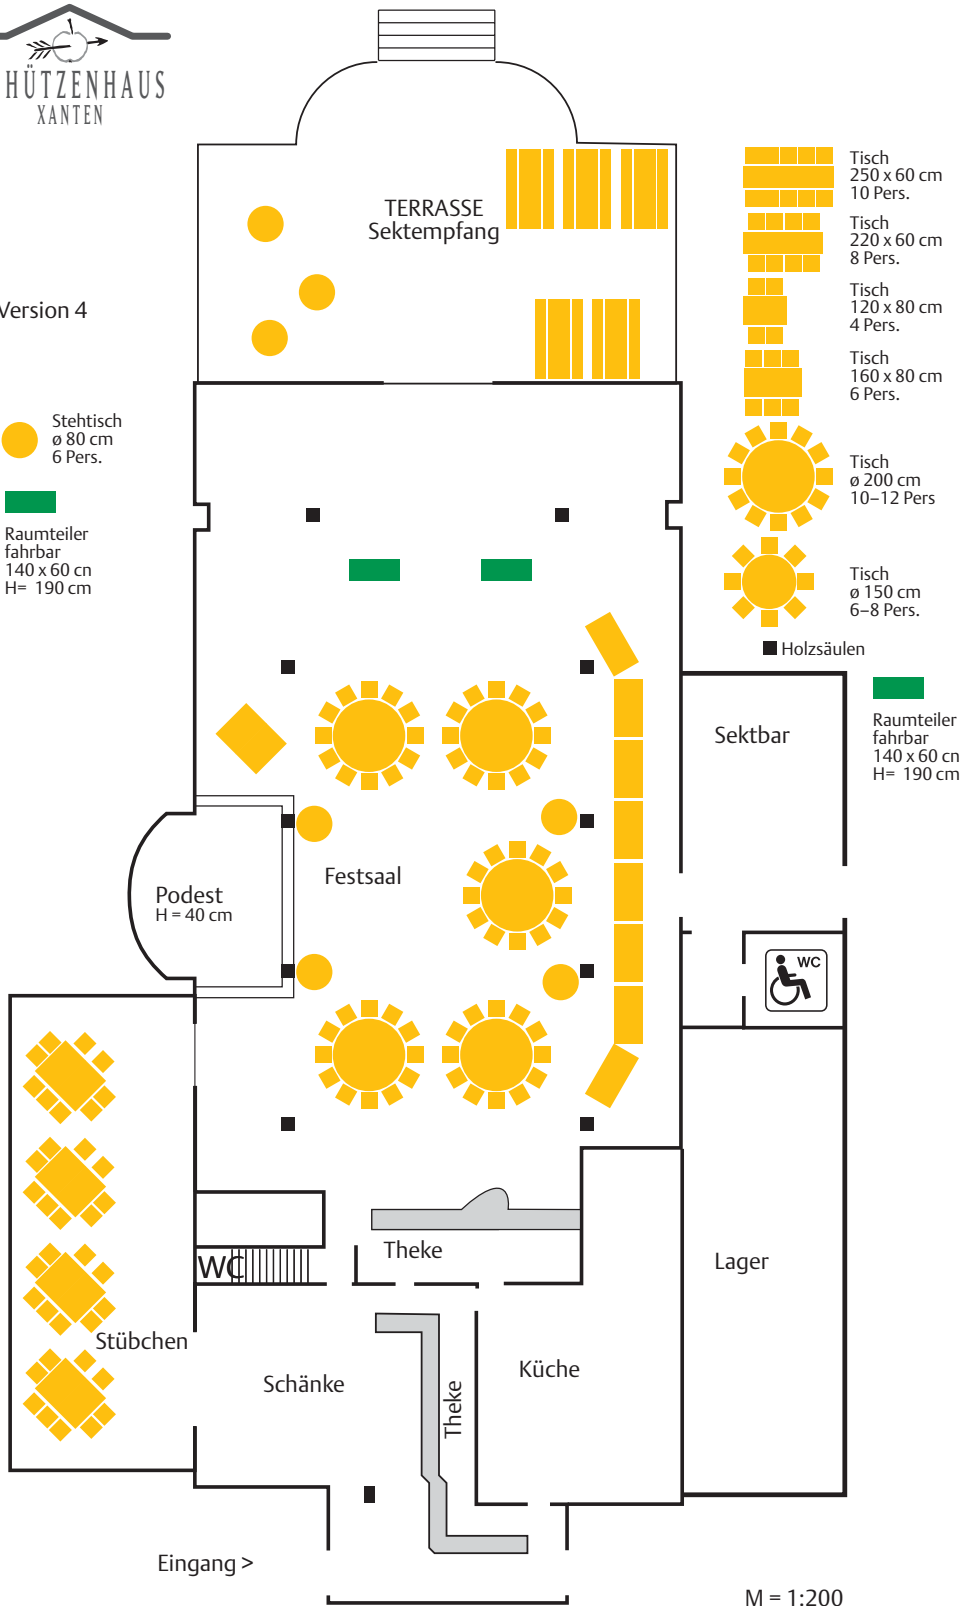 HÜTZENHAUS
XANTEN
Version 4
Stehtisch
ø 80 cm
6 Pers.
Raumteiler
fahrbar
140 x 60 cn
H= 190 cm
TERRASSE
Sektempfang
Tisch
250 x 60 cm
10 Pers.
Tisch
220 x 60 cm
8 Pers.
Tisch
120 x 80 cm
4 Pers.
Tisch
160 x 80 cm
6 Pers.
Tisch
ø 200 cm
10–12 Pers
Tisch
ø 150 cm
6–8 Pers.
Holzsäulen
Raumteiler
fahrbar
140 x 60 cn
H= 190 cm
Sektbar
Festsaal
Podest
H = 40 cm
WC
Stübchen
WC
Theke
Lager
Schänke
Theke
Küche
Eingang >
M = 1:200